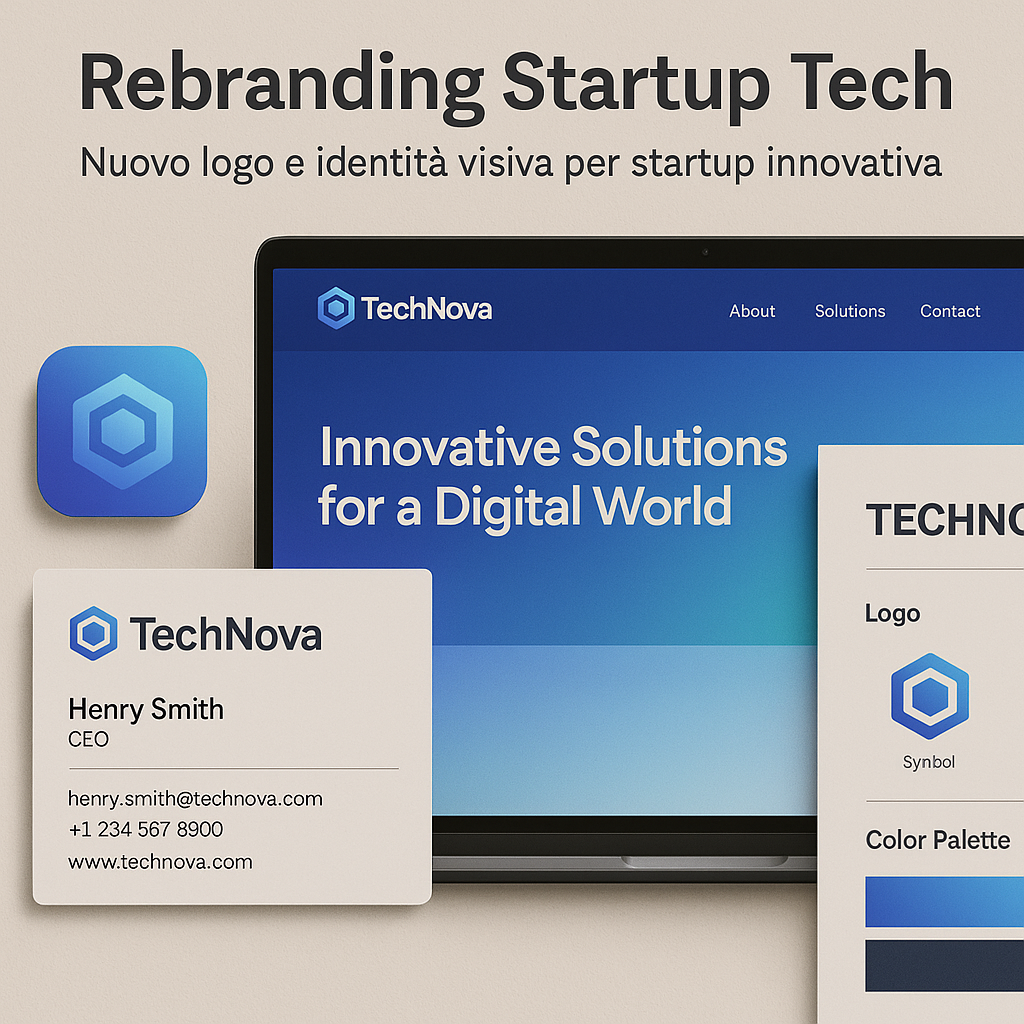 Rebranding Startup Tech
Nuovo logo e identità visiva per startup innovativa
TechNova
About Solutions Contact
Innovative Solutions
for a Digital World
TechNova
Henry Smith
CEO
henry.smith@technova.com
+1 234 567 8900
www.technova.com
TECHNO
Logo
Synbol
Color Palette